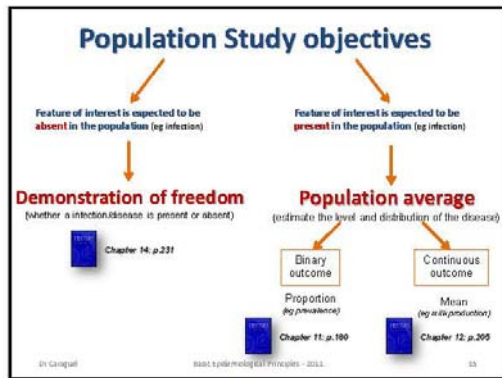 Population Study objectives
Feature of interest is expected to be
absent in the population (eg infection)
Feature of interest is expected to be
present in the population (eg infection)
Demonstration of freedom
(whether a infection/disease is present or absent)
Chapter 14: p.231
Population average
(estimate the level and distribution of the disease)
Binary
outcome
Continuous
outcome
Proportion
(eg prevalence)
Mean
(eg milk production)
Chapter 11: p.180
Chapter 12: p.205
Basic Epidemiological Principles - 2011